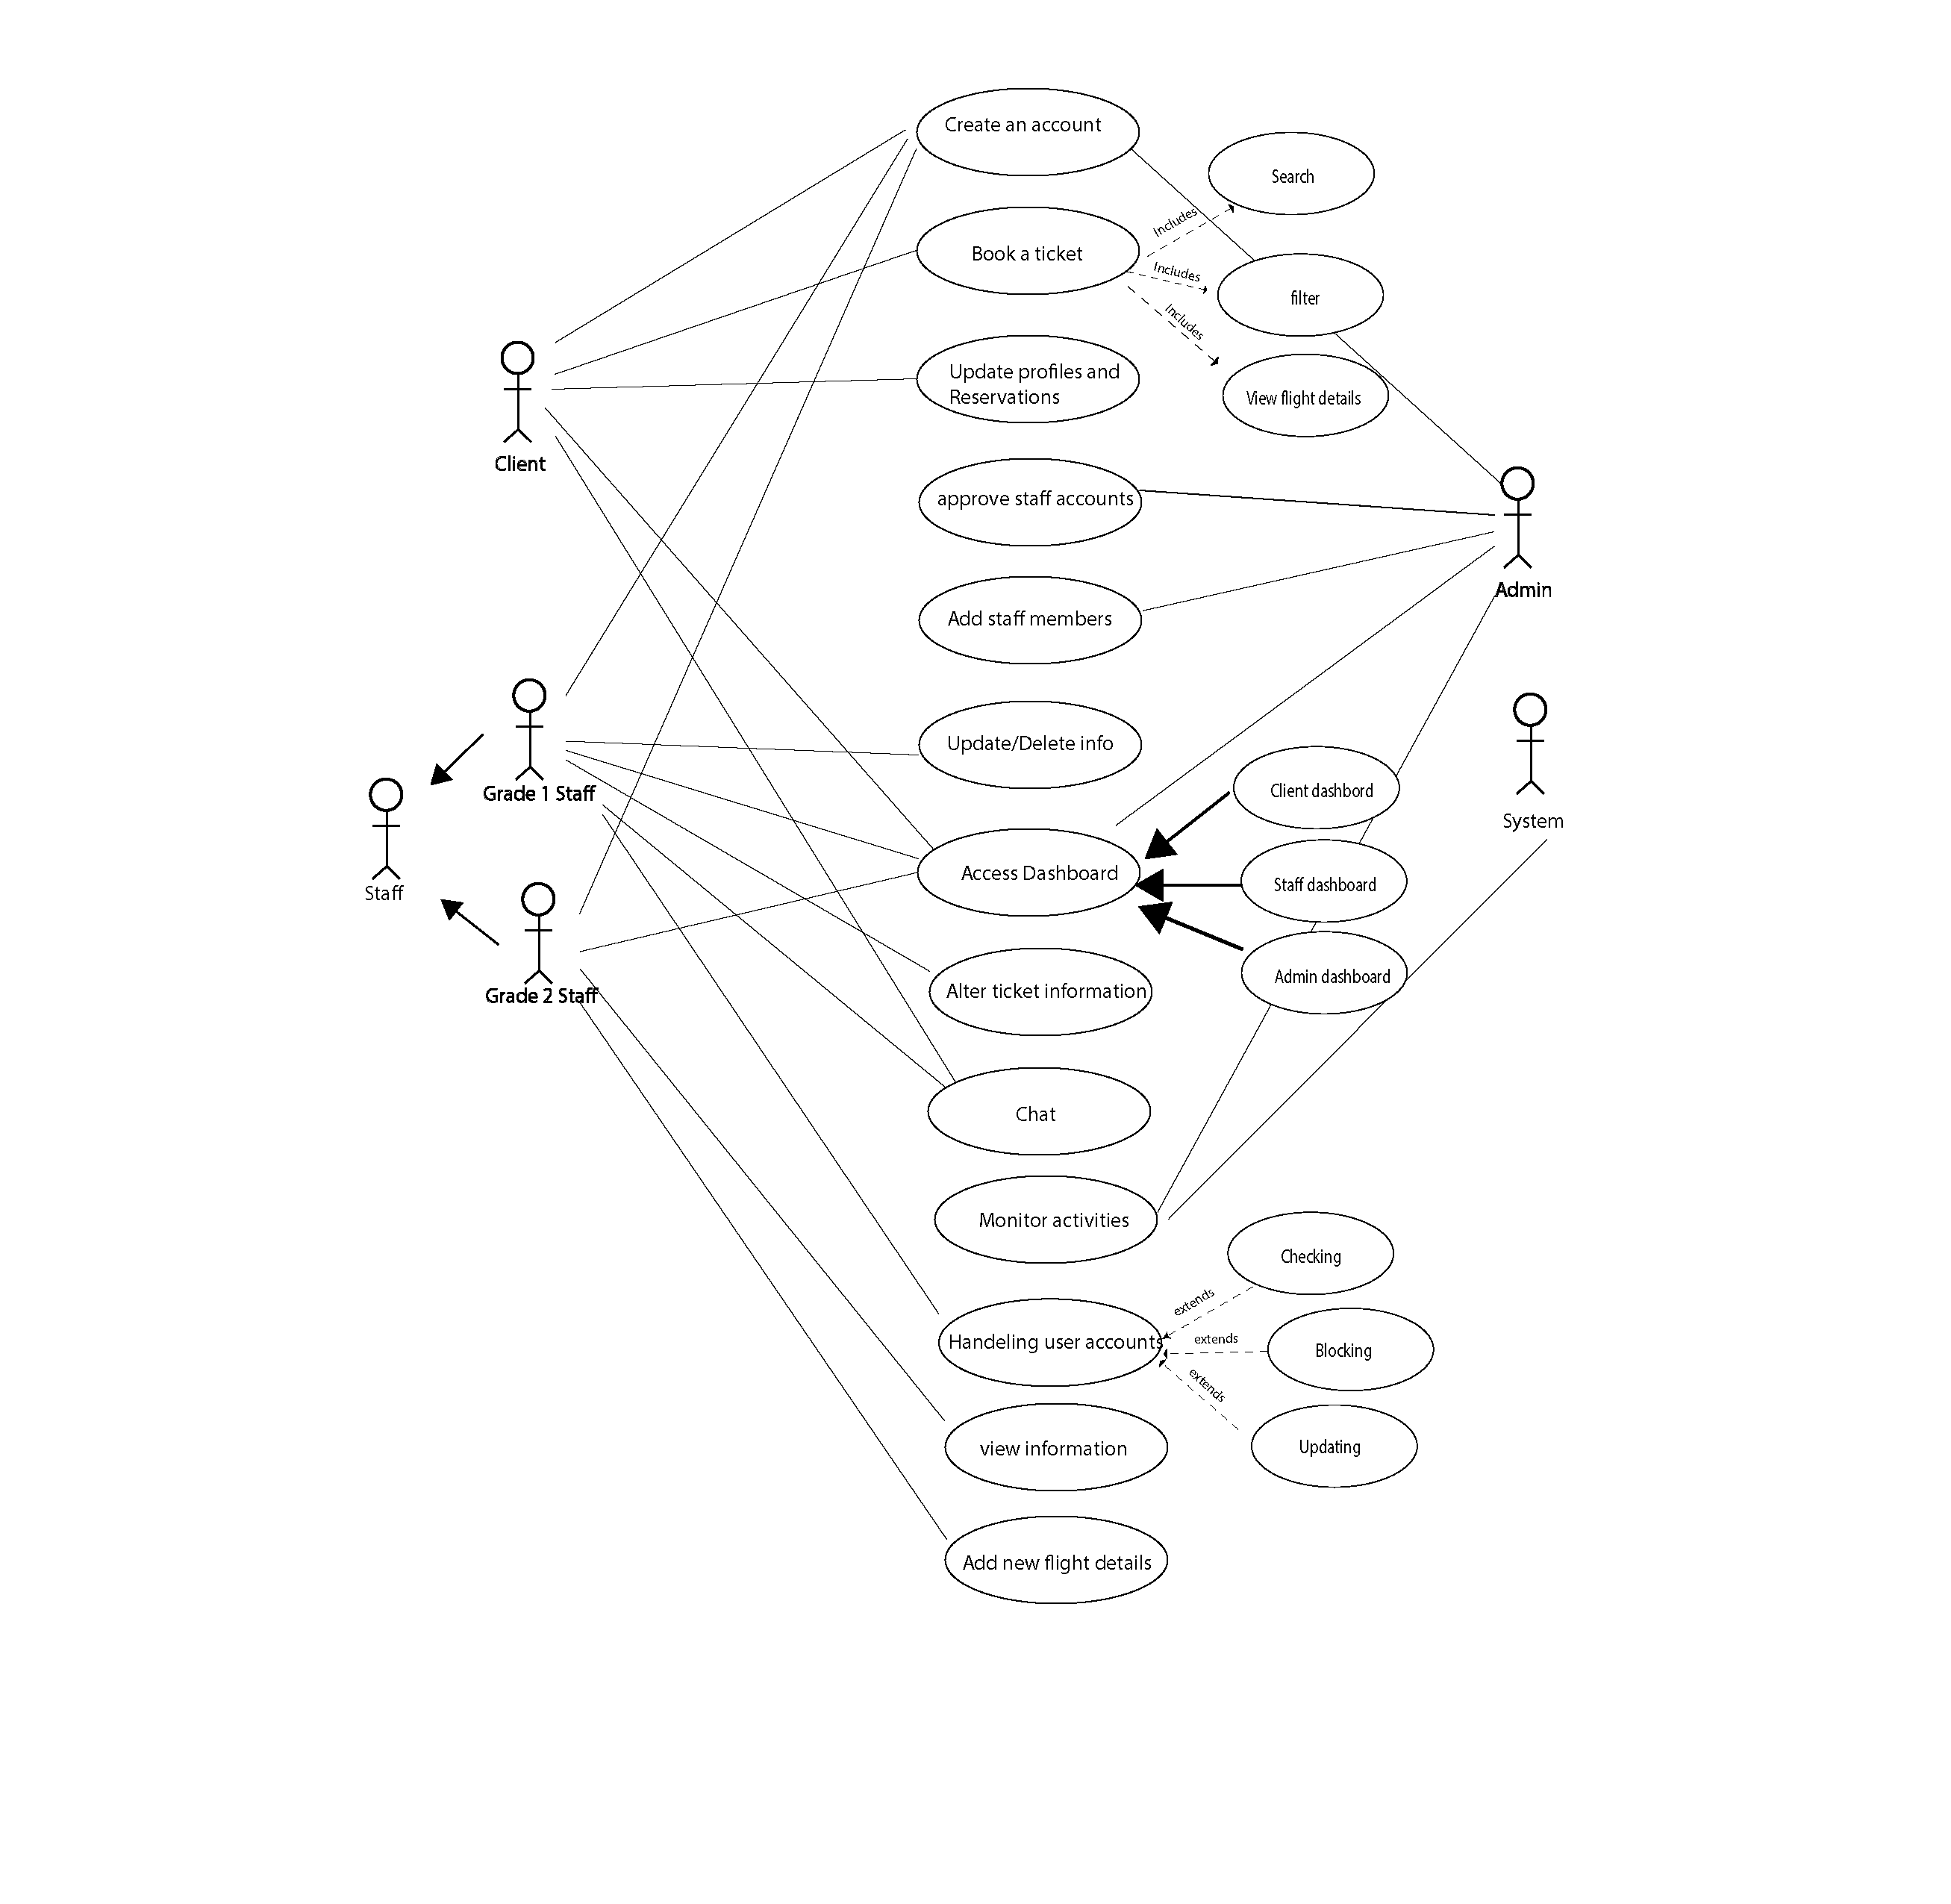 Create an account
Search
Includes
Book a ticket
Includes
filter
Includes
Update profiles and
Reservations
View flight details
Client
approve staff accounts
Admin
Add staff members
Update/Delete info
Grade 1 Staff
Client dashbord
System
Access Dashboard
Staff dashboard
Staff
Admin dashboard
Grade 2 Staff
Alter ticket information
Chat
Monitor activities
Checking
extends
Handeling user accounts
extends
Blocking
extends
view information
Updating
Add new flight details